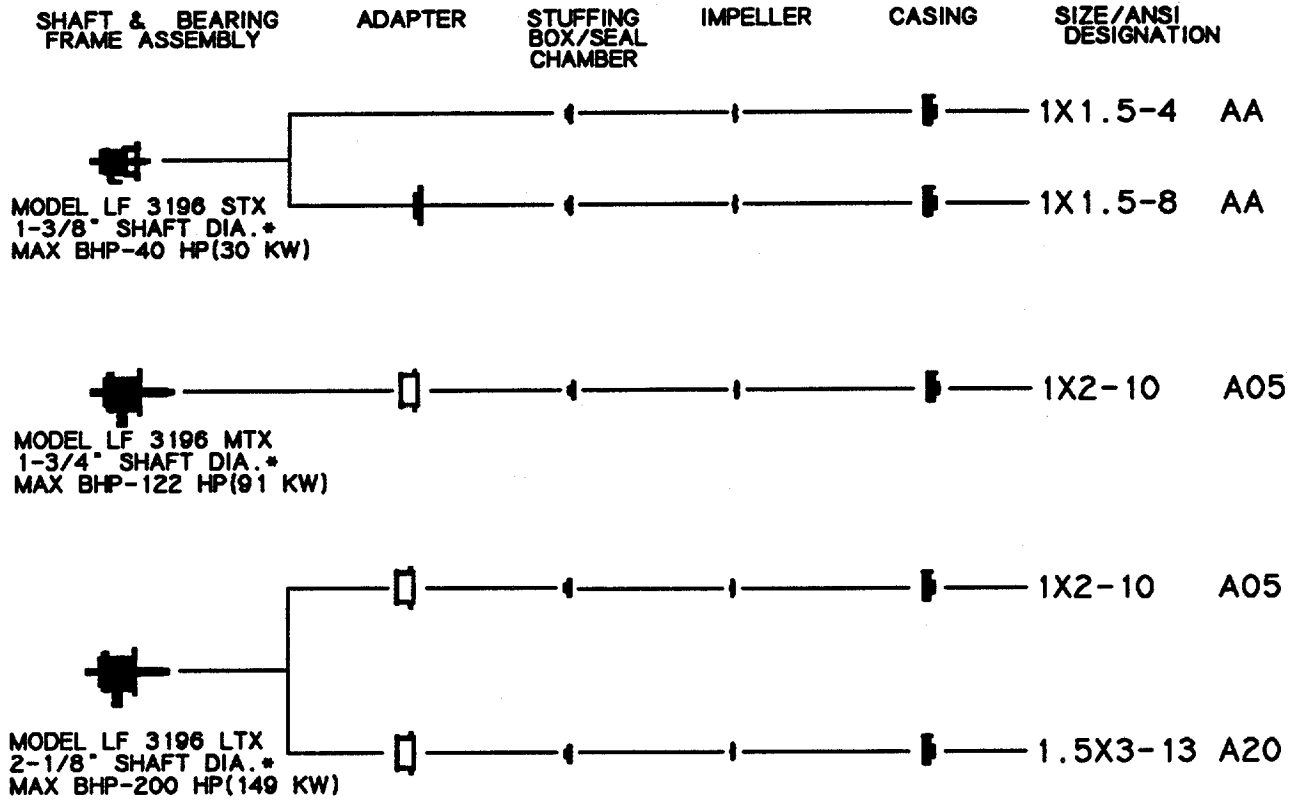 SHAFT & BEARING
FRAME ASSEMBLY
ADAPTER
STUFFING
BOX/SEAL
CHAMBER
IMPELLER
CASING
SIZE/ANSI
DESIGNATION
1X1.5-4 AA
MODEL LF 3196 STX
1-3/8" SHAFT DIA.*
MAX BHP-40 HP(30 KW)
1X1.5-8 AA
1X2-10 A05
MODEL LF 3196 MTX
1-3/4" SHAFT DIA.*
MAX BHP-122 HP(91 KW)
1X2-10 A05
MODEL LF 3196 LTX
2-1/8" SHAFT DIA.*
MAX BHP-200 HP(149 KW)
1.5X3-13 A20